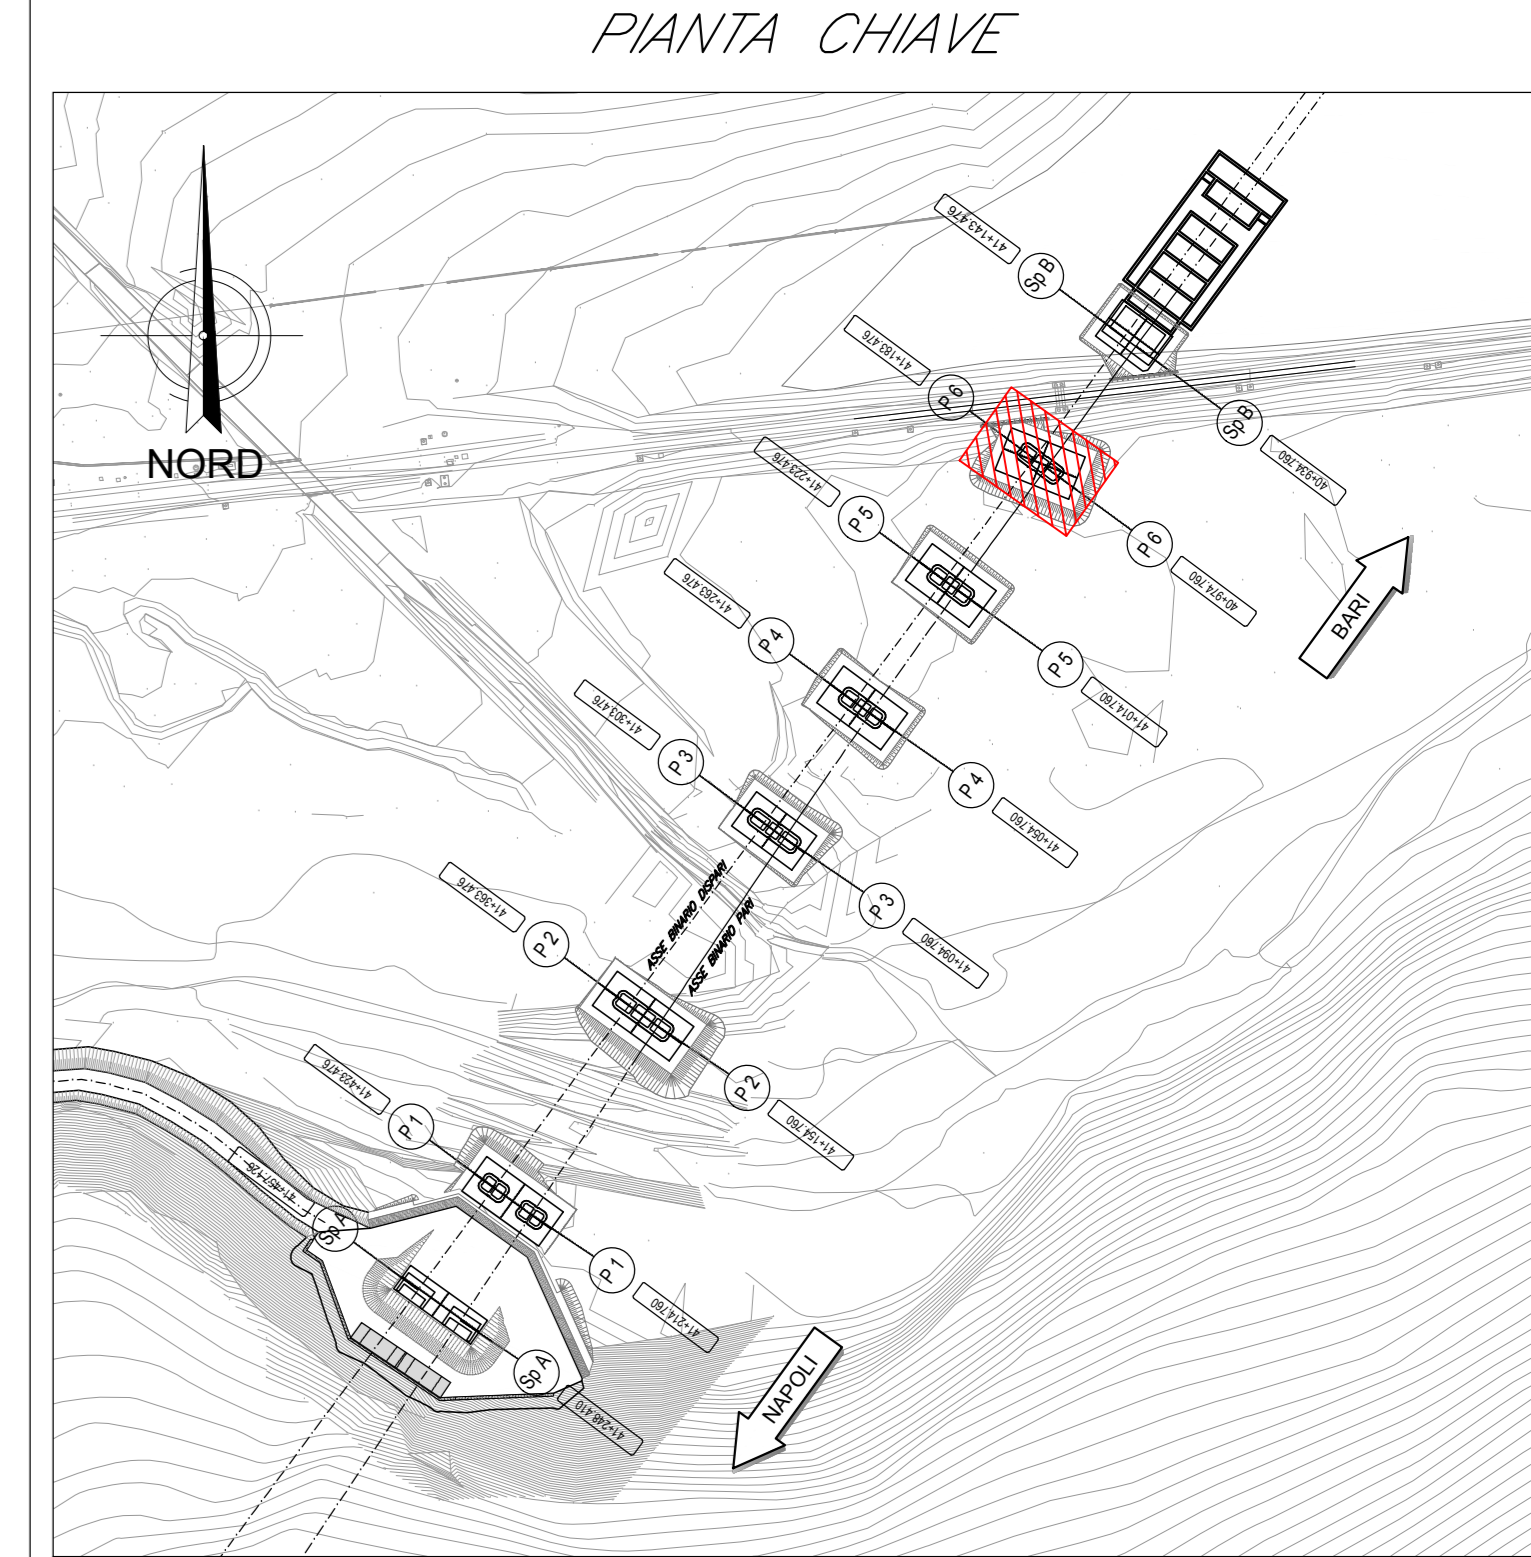 PIANTA CHIAVE
NORD
41+143.476
Sp B
41+183.476
P 6
41+223.476
P 5
41+263.476
P 4
41+303.476
P 3
41+363.476
P 2
41+423.476
P 1
41+457.126
Sp A
Sp B
40+934.760
P 6
40+974.760
P 5
41+014.760
P 4
41+054.760
P 3
41+094.760
P 2
41+154.760
P 1
41+214.760
Sp A
41+248.410
ASSE BINARIO DISPARI
ASSE BINARIO PARI
BARI
NAPOLI